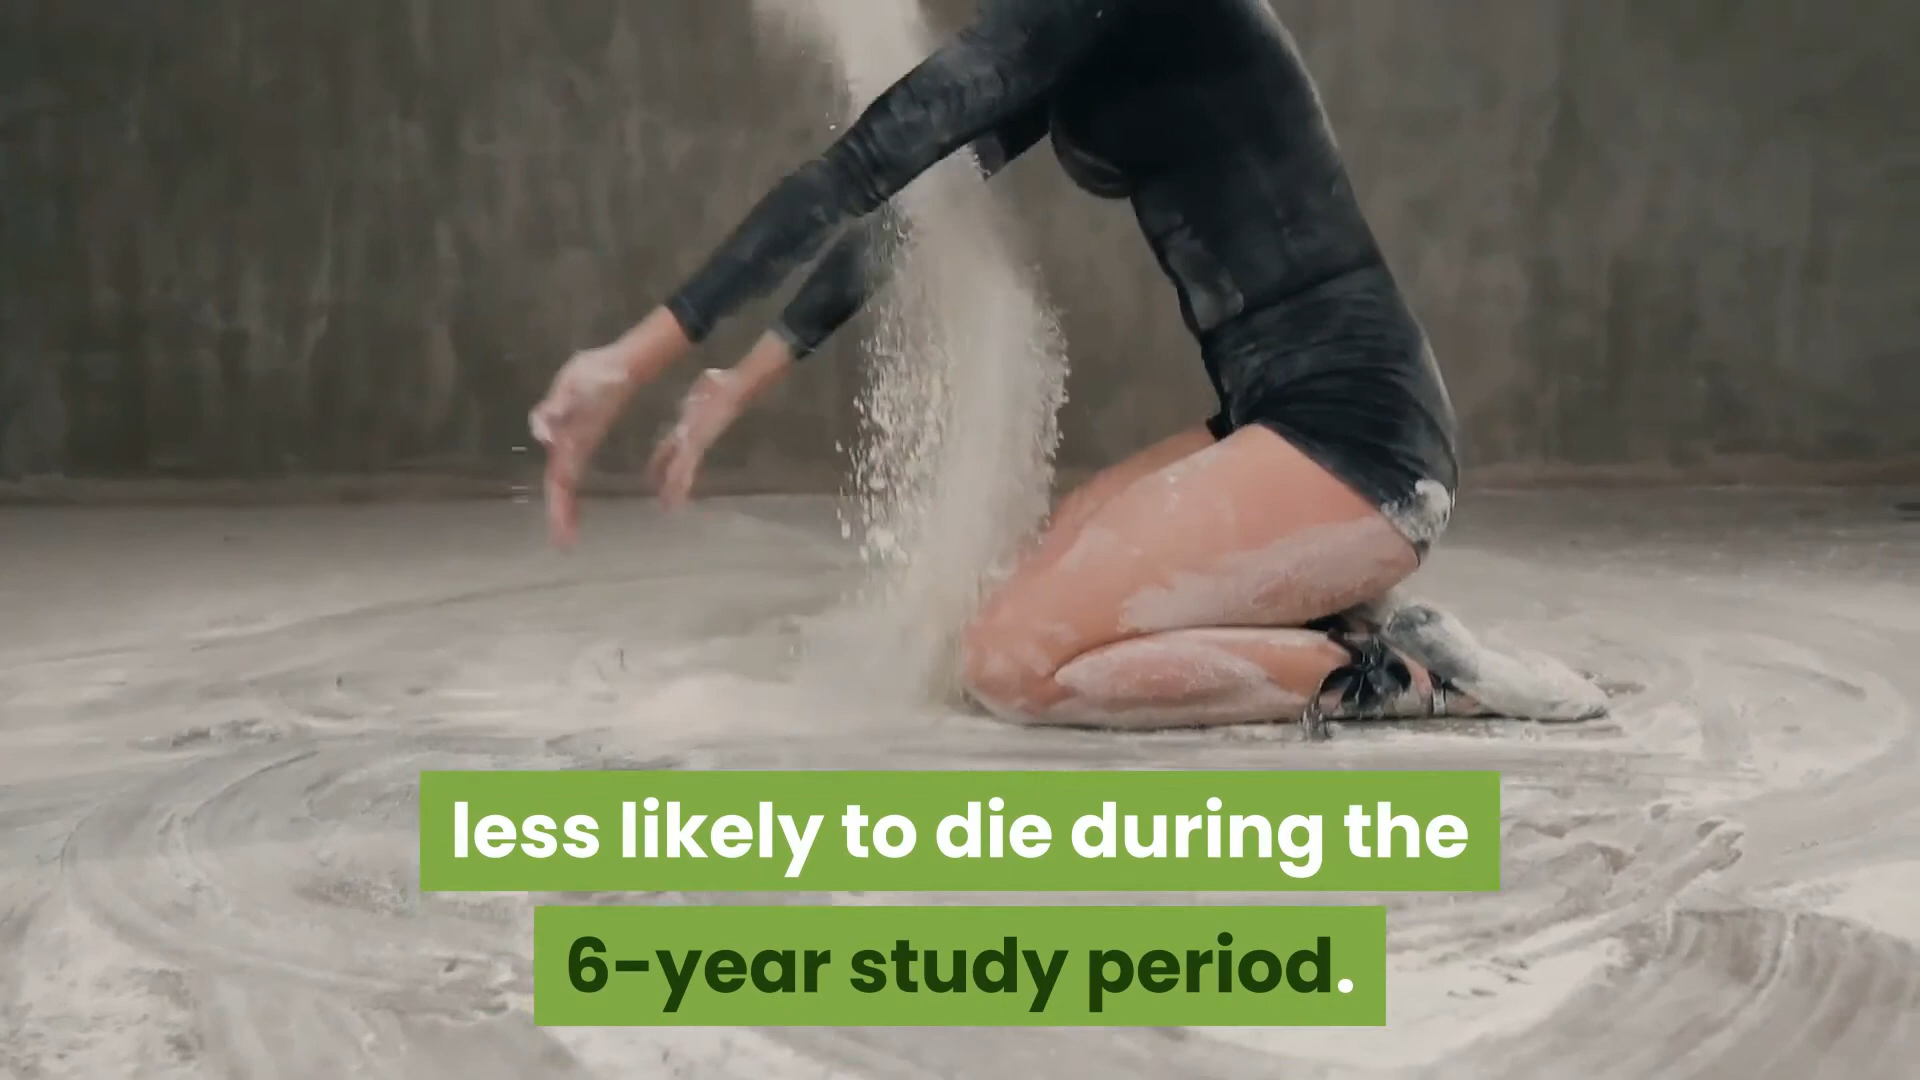 less likely to die during the
6-year study period.